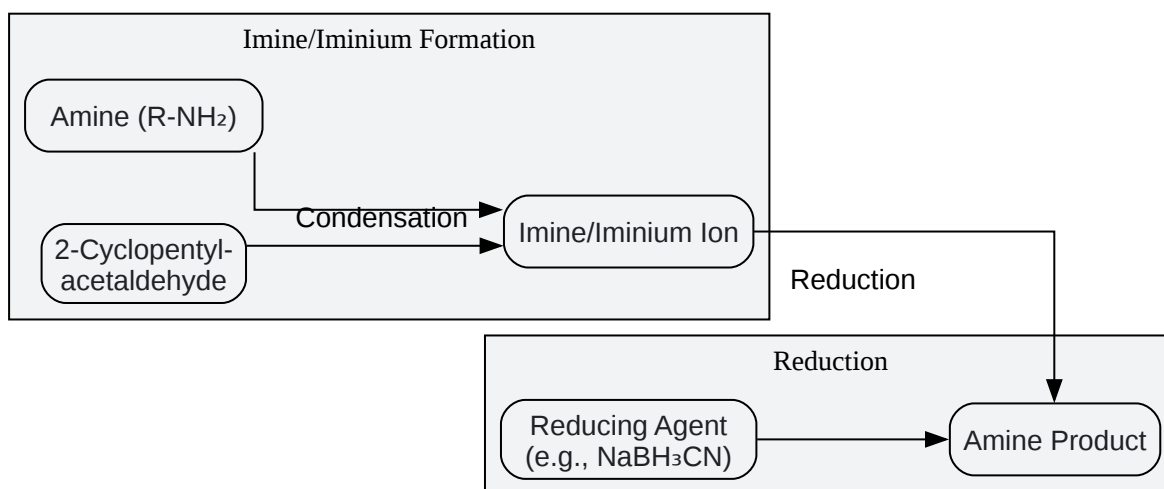 Imine/Iminium Formation
Amine (R-NH₂)
Condensation
2-Cyclopentyl-
acetaldehyde
Imine/Iminium Ion
Reduction
Reduction
Reducing Agent
(e.g., NaBH₃CN)
Amine Product